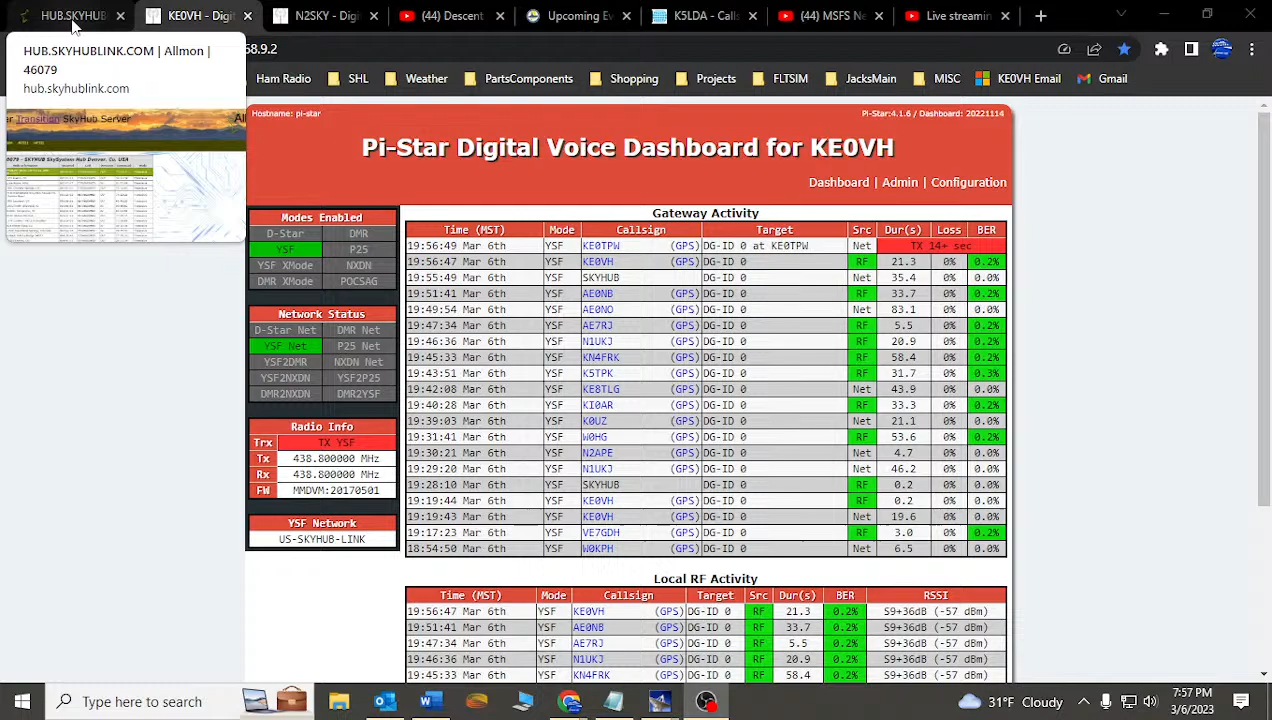 HUB.SKYHUB
KE0VH - Digit
N2SKY - Dig
(44) Descent
Upcoming Ev
K5LDA - Calls
(44) MSFS Ne
Live streamin
HUB.SKYHUBLINK.COM | Allmon |
46079
hub.skyhublink.com
68.9.2
Ham Radio SHL Weather PartsComponents Shopping Projects FLTSIM JacksMain MISC KE0VH Email Gmail
Transition SkyHub Server
Hostname: pi-star
Pi-Star:4.1.6 / Dashboard: 20221114
Pi-Star Digital Voice Dashboard for KE0VH
Dashboard | Admin | Configuration
Modes Enabled
D-Star DMR
YSF P25
YSF XMode NXDN
DMR XMode POCSAG
Network Status
D-Star Net DMR Net
YSF Net P25 Net
YSF2DMR NXDN Net
YSF2NXDN YSF2P25
DMR2NXDN DMR2YSF
Radio Info
Trx TX YSF
Tx 438.800000 MHz
Rx 438.800000 MHz
FW MMDVM:20170501
YSF Network
US-SKYHUB-LINK
Gateway Activity
(MST) Mode Callsign Target Src Dur(s) Loss BER
19:56:49 Mar 6th YSF KE0TPW (GPS) DG-ID 0 at KE0TPW Net TX 14+ sec
19:56:47 Mar 6th YSF KE0VH (GPS) DG-ID 0 RF 21.3 0% 0.2%
19:55:49 Mar 6th YSF SKYHUB DG-ID 0 Net 35.4 0% 0.0%
19:51:41 Mar 6th YSF AE0NB (GPS) DG-ID 0 RF 33.7 0% 0.2%
19:49:54 Mar 6th YSF AE0NO (GPS) DG-ID 0 Net 83.1 0% 0.0%
19:47:34 Mar 6th YSF AE7RJ (GPS) DG-ID 0 RF 5.5 0% 0.2%
19:46:36 Mar 6th YSF N1UKJ (GPS) DG-ID 0 RF 20.9 0% 0.2%
19:45:33 Mar 6th YSF KN4FRK (GPS) DG-ID 0 RF 58.4 0% 0.2%
19:43:51 Mar 6th YSF K5TPK (GPS) DG-ID 0 RF 31.7 0% 0.3%
19:42:08 Mar 6th YSF KE8TLG (GPS) DG-ID 0 Net 43.9 0% 0.0%
19:40:28 Mar 6th YSF KI0AR (GPS) DG-ID 0 RF 33.3 0% 0.2%
19:39:03 Mar 6th YSF K0UZ (GPS) DG-ID 0 Net 21.1 0% 0.0%
19:31:41 Mar 6th YSF W0HG (GPS) DG-ID 0 RF 53.6 0% 0.2%
19:30:21 Mar 6th YSF N2APE (GPS) DG-ID 0 Net 4.7 0% 0.0%
19:29:20 Mar 6th YSF N1UKJ (GPS) DG-ID 0 Net 46.2 0% 0.0%
19:28:10 Mar 6th YSF SKYHUB DG-ID 0 RF 0.2 0% 0.0%
19:19:44 Mar 6th YSF KE0VH (GPS) DG-ID 0 RF 0.2 0% 0.0%
19:19:43 Mar 6th YSF KE0VH (GPS) DG-ID 0 Net 19.6 0% 0.0%
19:17:23 Mar 6th YSF VE7GDH (GPS) DG-ID 0 RF 3.0 0% 0.0%
18:54:50 Mar 6th YSF W0KPH (GPS) DG-ID 0 Net 6.5 0% 0.0%
Local RF Activity
Time (MST) Mode Callsign Target Src Dur(s) BER RSSI
19:56:47 Mar 6th YSF KE0VH (GPS) DG-ID 0 RF 21.3 0.2% S9+36dB (-57 dBm)
19:51:41 Mar 6th YSF AE0NB (GPS) DG-ID 0 RF 33.7 0.2% S9+36dB (-57 dBm)
19:47:34 Mar 6th YSF AE7RJ (GPS) DG-ID 0 RF 5.5 0.2% S9+36dB (-57 dBm)
19:46:36 Mar 6th YSF N1UKJ (GPS) DG-ID 0 RF 20.9 0.2% S9+36dB (-57 dBm)
19:45:33 Mar 6th YSF KN4FRK (GPS) DG-ID 0 RF 58.4 0.2% S9+36dB (-57 dBm)
Type here to search
31°F Cloudy
7:57 PM
3/6/2023